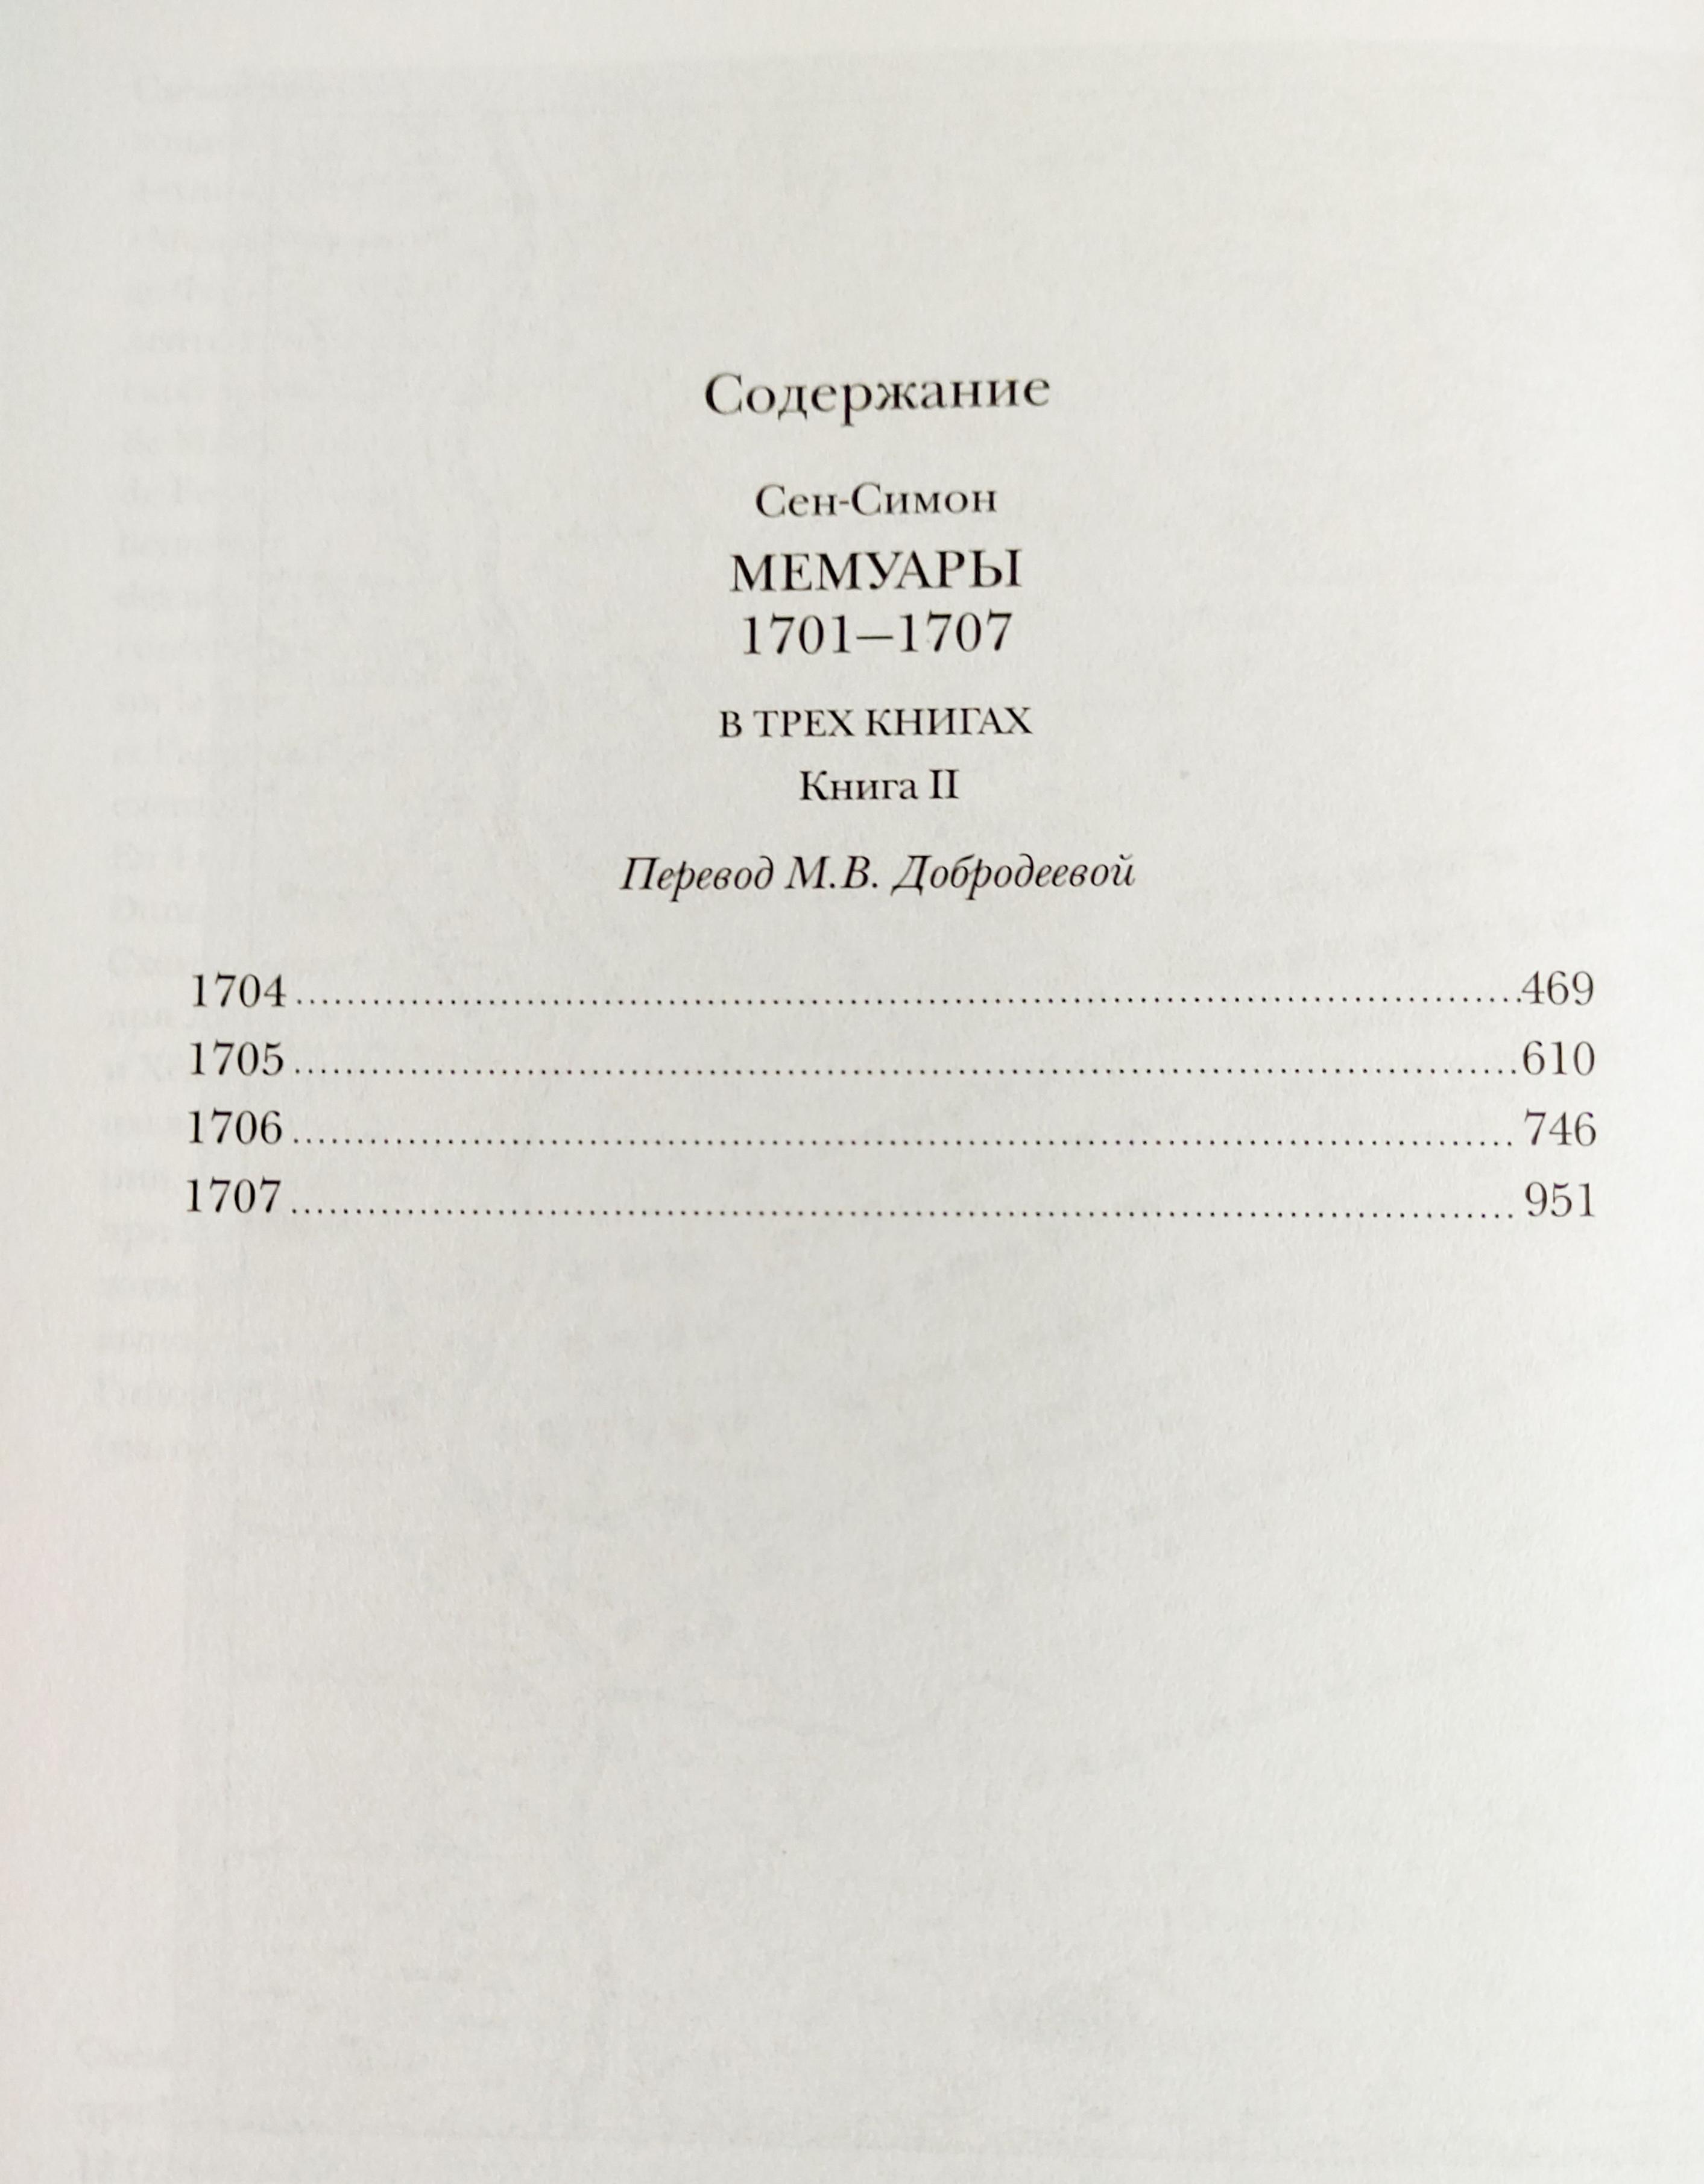 Содержание
Сен-Симон
МЕМУАРЫ
1701—1707
В ТРЕХ КНИГАХ
Книга II
Перевод М.В. Добродеевой
1704 469
1705 610
1706 746
1707 951